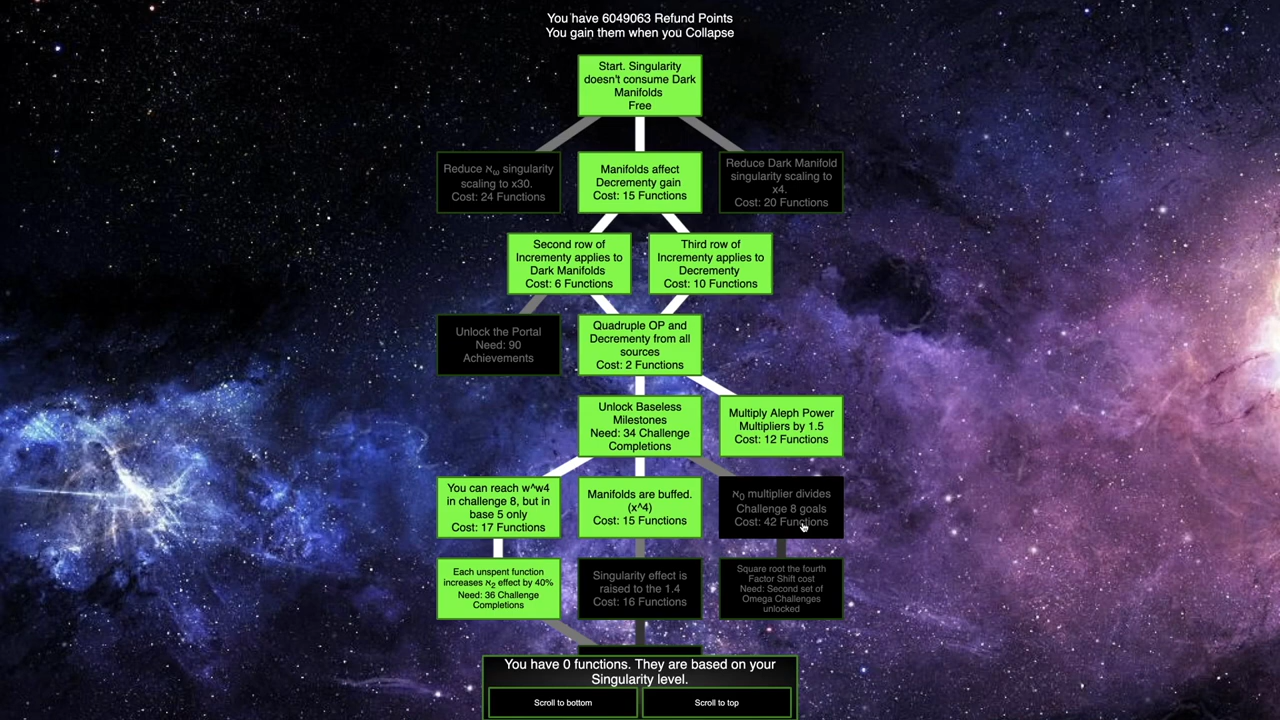 You have 6049063 Refund Points
You gain them when you Collapse
Start. Singularity
doesn't consume Dark
Manifolds
Free
Reduce ℵω singularity
scaling to x30.
Cost: 24 Functions
Manifolds affect
Decrementy gain
Cost: 15 Functions
Reduce Dark Manifold
singularity scaling to
x4.
Cost: 20 Functions
Second row of
Incrementy applies to
Dark Manifolds
Cost: 6 Functions
Third row of
Incrementy applies to
Decrementy
Cost: 10 Functions
Unlock the Portal
Need: 90
Achievements
Quadruple OP and
Decrementy from all
sources
Cost: 2 Functions
Unlock Baseless
Milestones
Need: 34 Challenge
Completions
Multiply Aleph Power
Multipliers by 1.5
Cost: 12 Functions
You can reach w^w4
in challenge 8, but in
base 5 only
Cost: 17 Functions
Manifolds are buffed.
(x^4)
Cost: 15 Functions
ℵ0 multiplier divides
Challenge 8 goals
Cost: 42 Functions
Each unspent function
increases ℵ2 effect by 40%
Need: 36 Challenge
Completions
Singularity effect is
raised to the 1.4
Cost: 16 Functions
Square root the fourth
Factor Shift cost
Need: Second set of
Omega Challenges
unlocked
You have 0 functions. They are based on your
Singularity level.
Scroll to bottom
Scroll to top